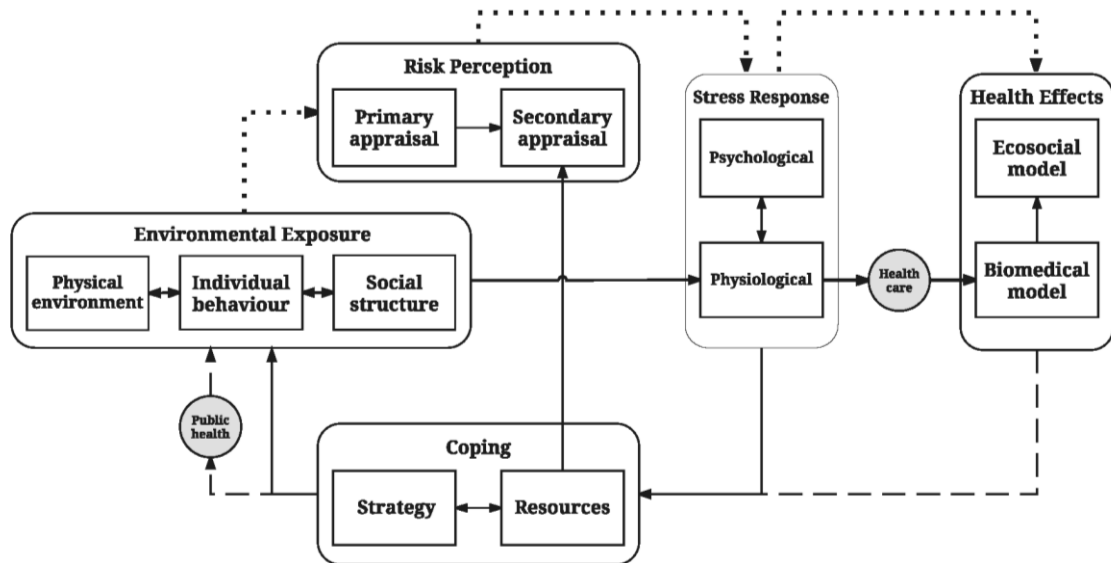 Risk Perception
Primary
appraisal
Secondary
appraisal
Stress Response
Psychological
Physiological
Health Effects
Ecosocial
model
Biomedical
model
Environmental Exposure
Physical
environment
Individual
behaviour
Social
structure
Health
care
Public
health
Coping
Strategy
Resources